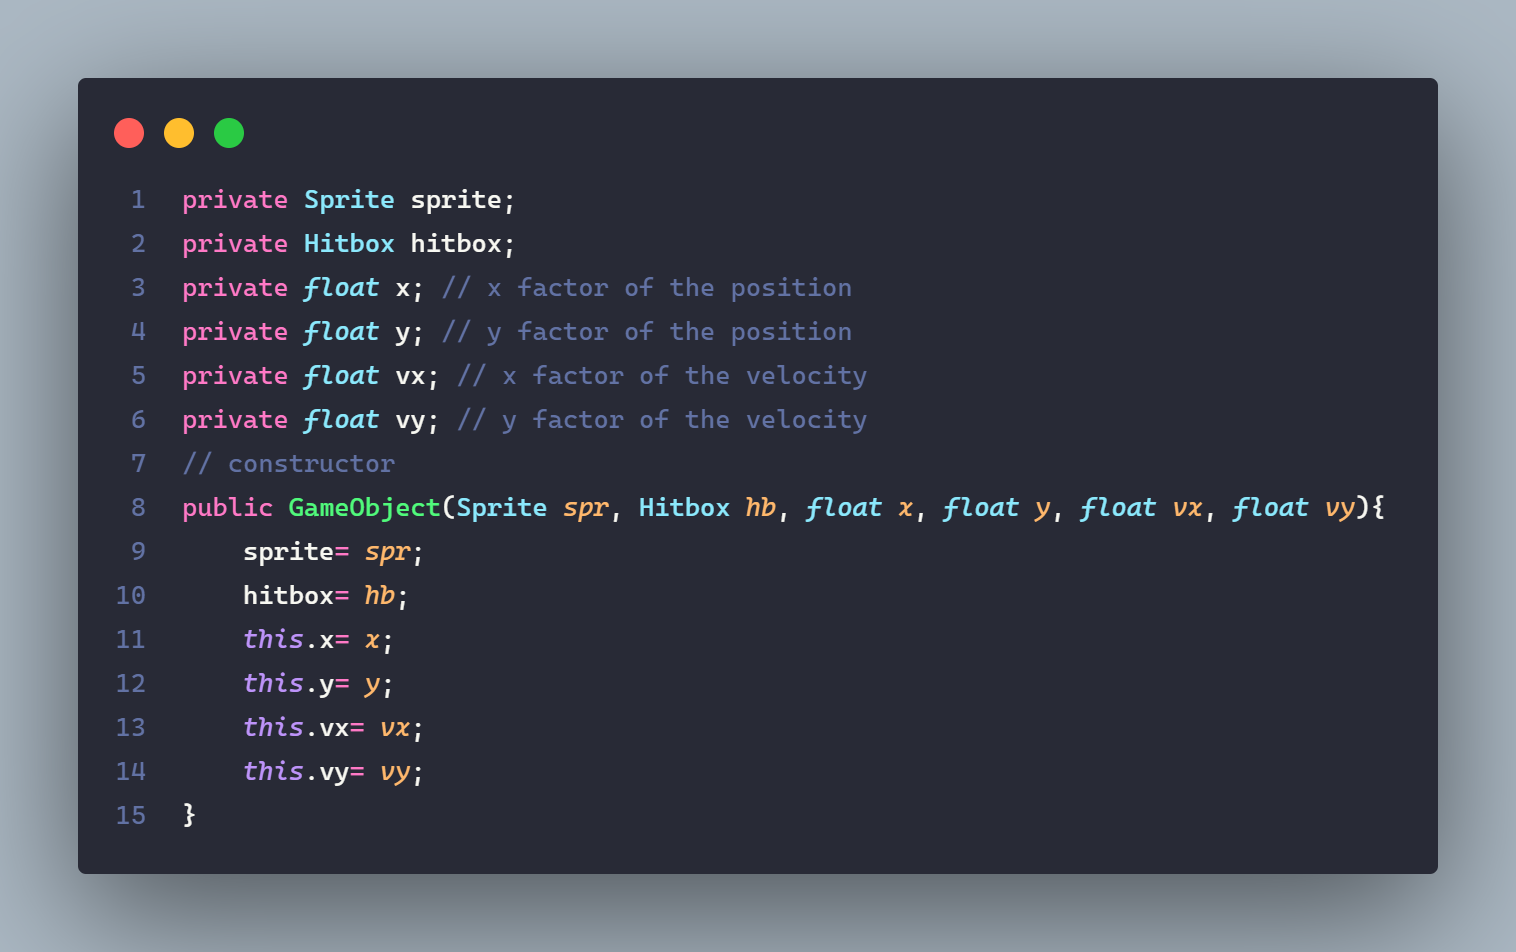 1 private Sprite sprite;
2 private Hitbox hitbox;
3 private float x; // x factor of the position
4 private float y; // y factor of the position
5 private float vx; // x factor of the velocity
6 private float vy; // y factor of the velocity
7 // constructor
8 public GameObject(Sprite spr, Hitbox hb, float x, float y, float vx, float vy){
9     sprite= spr;
10     hitbox= hb;
11     this.x= x;
12     this.y= y;
13     this.vx= vx;
14     this.vy= vy;
15 }